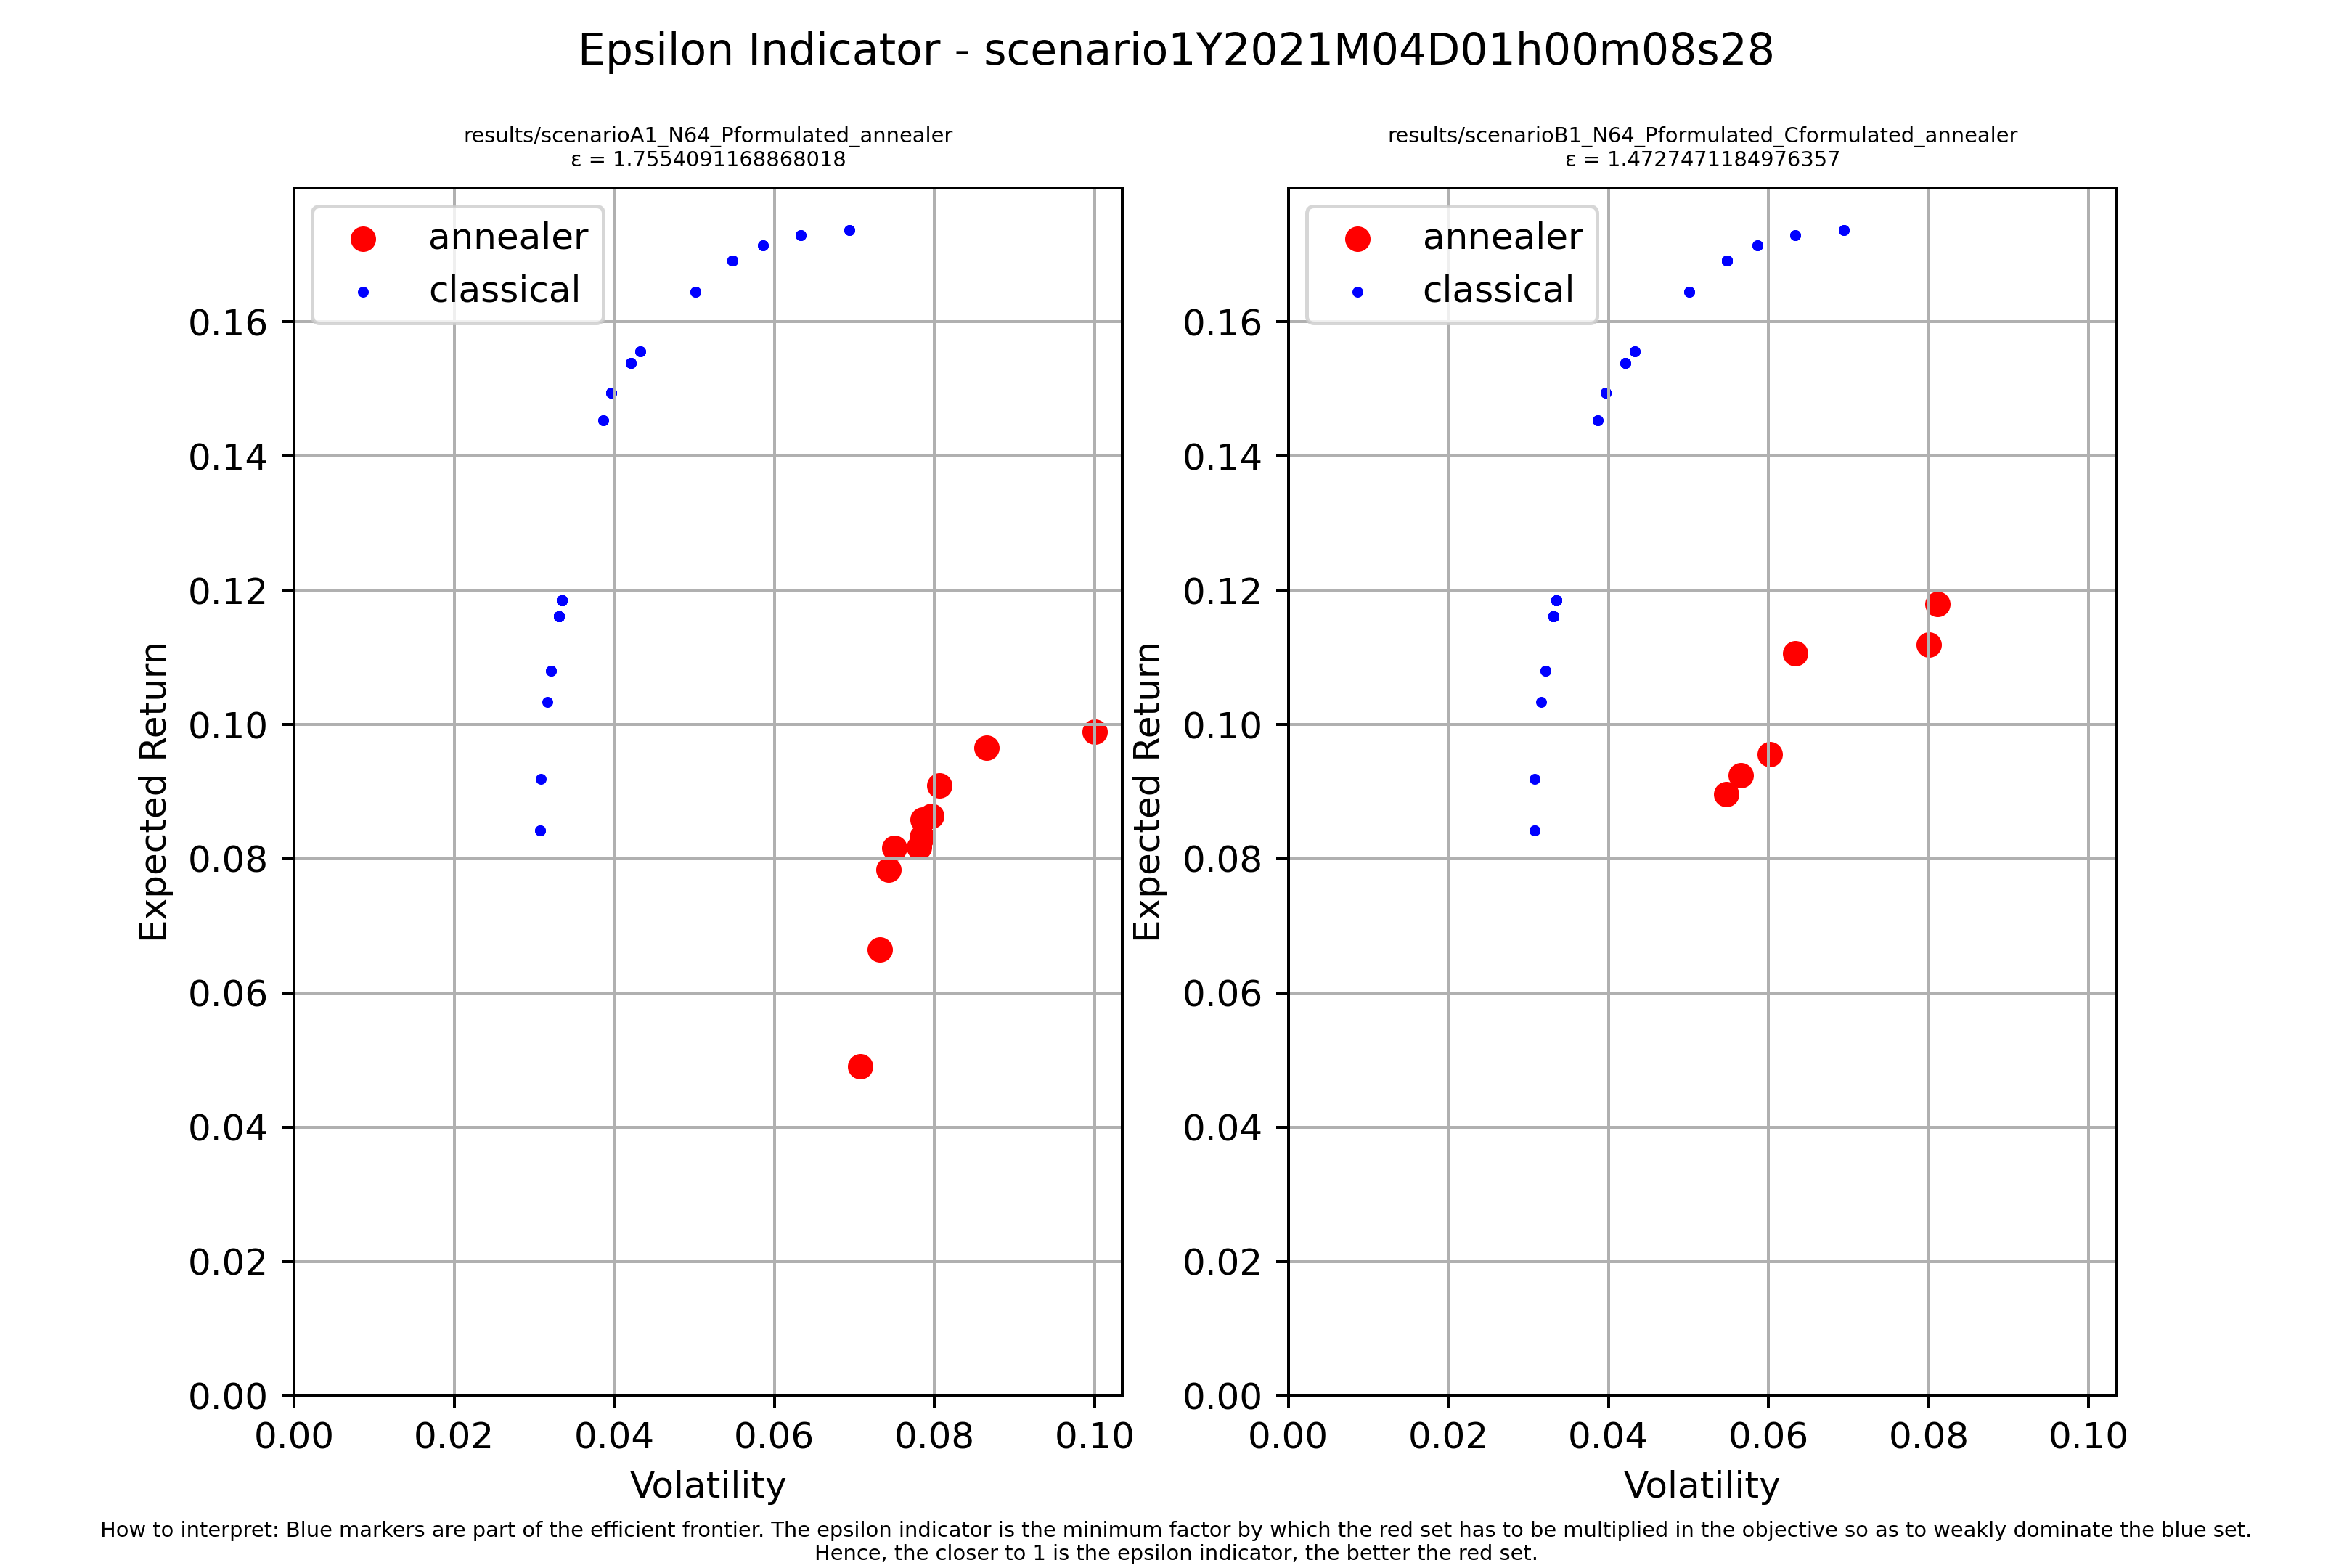 Epsilon Indicator - scenario1Y2021M04D01h00m08s28
results/scenarioA1_N64_Pformulated_annealer
ε = 1.7554091168868018
annealer
classical
0.16
0.14
0.12
0.10
0.08
0.06
0.04
0.02
0.00
Expected Return
0.00 0.02 0.04 0.06 0.08 0.10
Volatility
results/scenarioB1_N64_Pformulated_Cformulated_annealer
ε = 1.4727471184976357
annealer
classical
0.16
0.14
0.12
0.10
0.08
0.06
0.04
0.02
0.00
Expected Return
0.00 0.02 0.04 0.06 0.08 0.10
Volatility
How to interpret: Blue markers are part of the efficient frontier. The epsilon indicator is the minimum factor by which the red set has to be multiplied in the objective so as to weakly dominate the blue set.
Hence, the closer to 1 is the epsilon indicator, the better the red set.